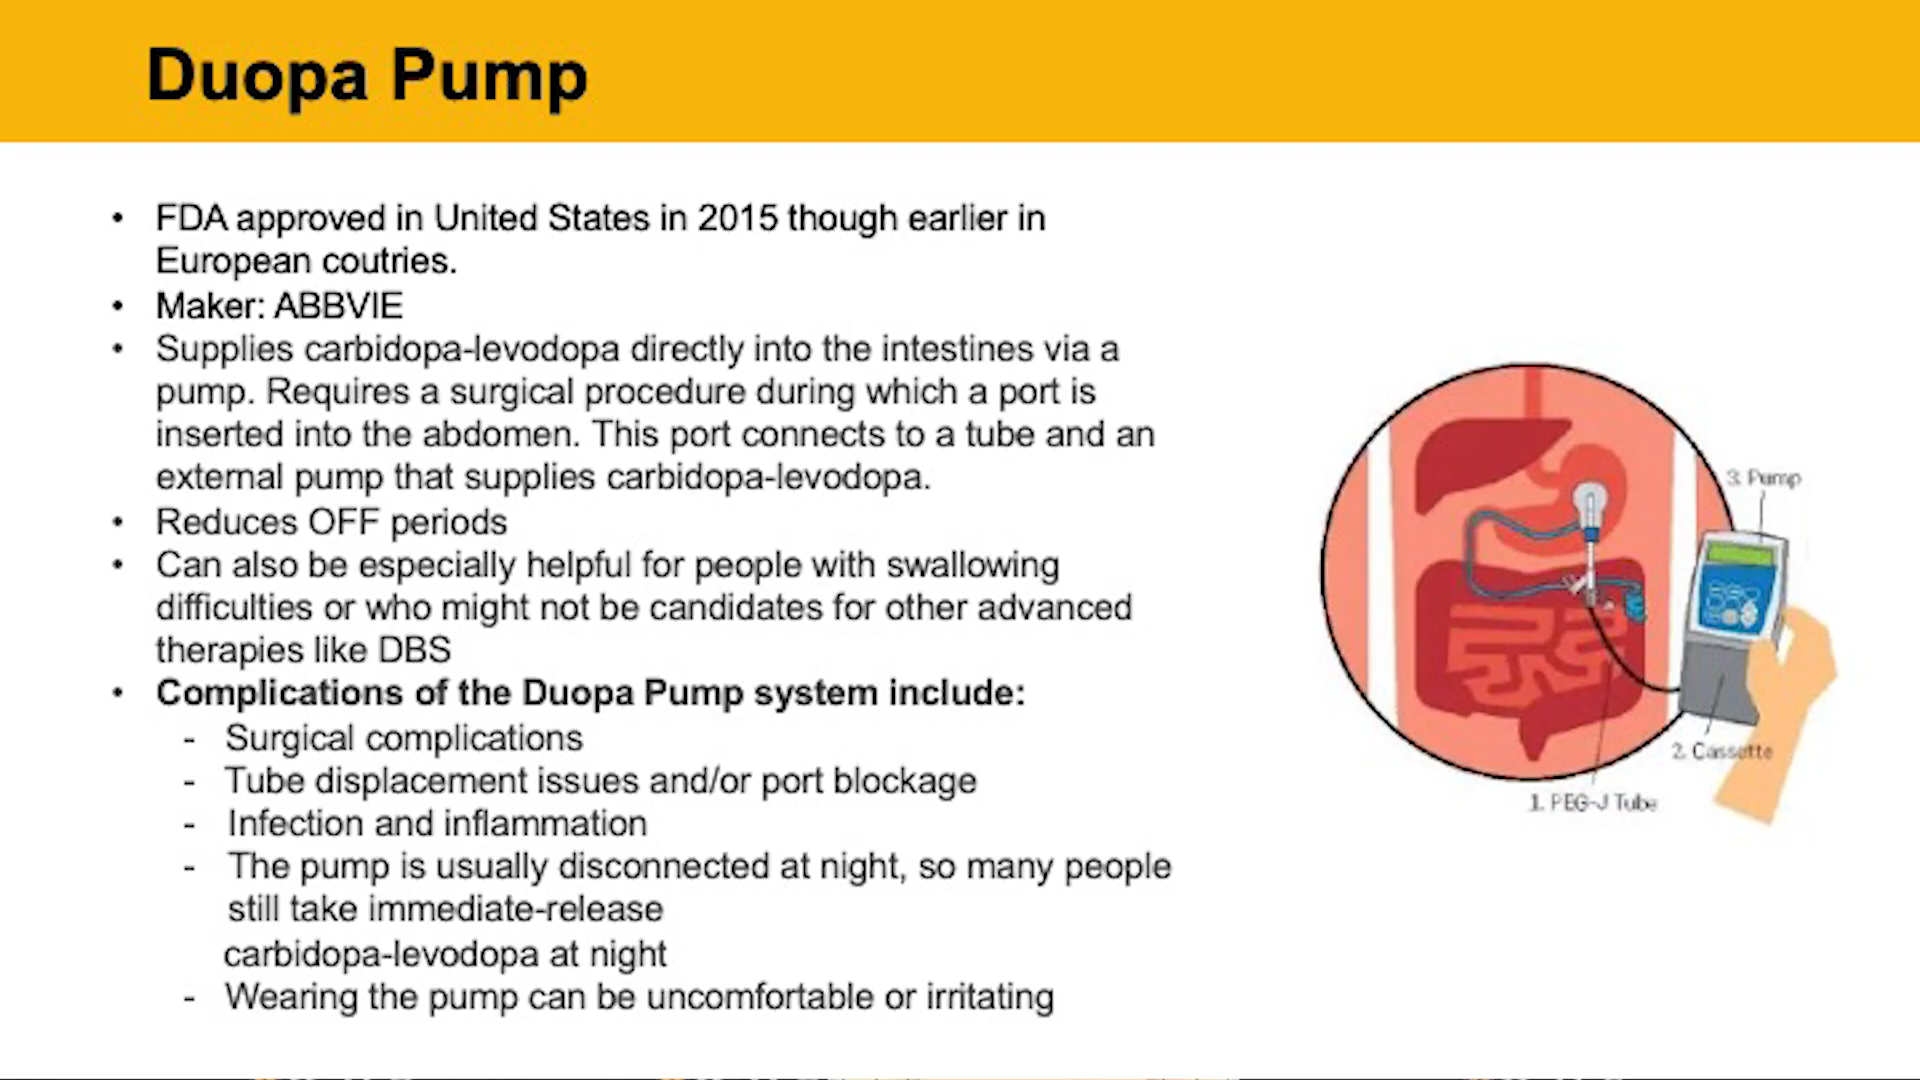 Duopa Pump
• FDA approved in United States in 2015 though earlier in
European coutries.
• Maker: ABBVIE
• Supplies carbidopa-levodopa directly into the intestines via a
pump. Requires a surgical procedure during which a port is
inserted into the abdomen. This port connects to a tube and an
external pump that supplies carbidopa-levodopa.
• Reduces OFF periods
• Can also be especially helpful for people with swallowing
difficulties or who might not be candidates for other advanced
therapies like DBS
• Complications of the Duopa Pump system include:
- Surgical complications
- Tube displacement issues and/or port blockage
- Infection and inflammation
- The pump is usually disconnected at night, so many people
still take immediate-release
carbidopa-levodopa at night
- Wearing the pump can be uncomfortable or irritating
3. Pump
2. Cassette
1. PEG-J Tube